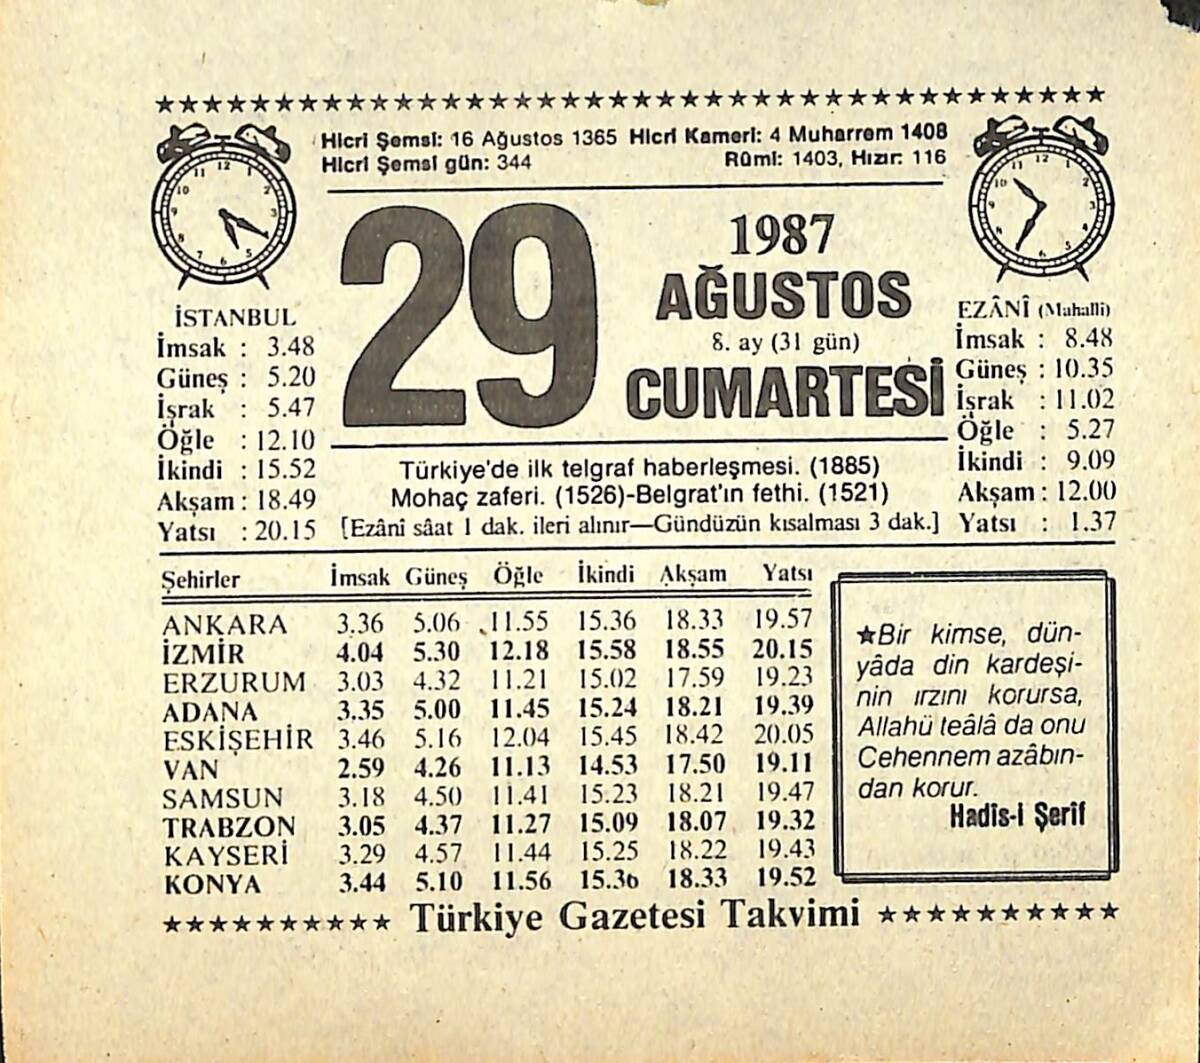 ★★★★★★★★★★★★★★★★★★★★★★★★★★★★★★★★★★★★★★★★
Hicri Şemsi: 16 Ağustos 1365 Hicri Kameri: 4 Muharrem 1408
Hicri Şemsi gün: 344 Rûmi: 1403, Hızır: 116
29
1987
AĞUSTOS
8. ay (31 gün)
CUMARTESİ
İSTANBUL
İmsak : 3.48
Güneş : 5.20
İşrak : 5.47
Öğle : 12.10
İkindi : 15.52
Akşam : 18.49
Yatsı : 20.15
EZÂNÎ (Mahallî)
İmsak : 8.48
Güneş : 10.35
İşrak : 11.02
Öğle : 5.27
İkindi : 9.09
Akşam : 12.00
Yatsı : 1.37
Türkiye'de ilk telgraf haberleşmesi. (1885)
Mohaç zaferi. (1526)-Belgrat'ın fethi. (1521)
[Ezânî sâat 1 dak. ileri alınır—Gündüzün kısalması 3 dak.]
Şehirler İmsak Güneş Öğle İkindi Akşam Yatsı
ANKARA 3.36 5.06 11.55 15.36 18.33 19.57
İZMİR 4.04 5.30 12.18 15.58 18.55 20.15
ERZURUM 3.03 4.32 11.21 15.02 17.59 19.23
ADANA 3.35 5.00 11.45 15.24 18.21 19.39
ESKİŞEHİR 3.46 5.16 12.04 15.45 18.42 20.05
VAN 2.59 4.26 11.13 14.53 17.50 19.11
SAMSUN 3.18 4.50 11.41 15.23 18.21 19.47
TRABZON 3.05 4.37 11.27 15.09 18.07 19.32
KAYSERİ 3.29 4.57 11.44 15.25 18.22 19.43
KONYA 3.44 5.10 11.56 15.36 18.33 19.52
★Bir kimse, dün-
yâda din kardeşi-
nin ırzını korursa,
Allahü teâlâ da onu
Cehennem azâbın-
dan korur.
Hadîs-i Şerîf
★★★★★★★★★★ Türkiye Gazetesi Takvimi ★★★★★★★★★★